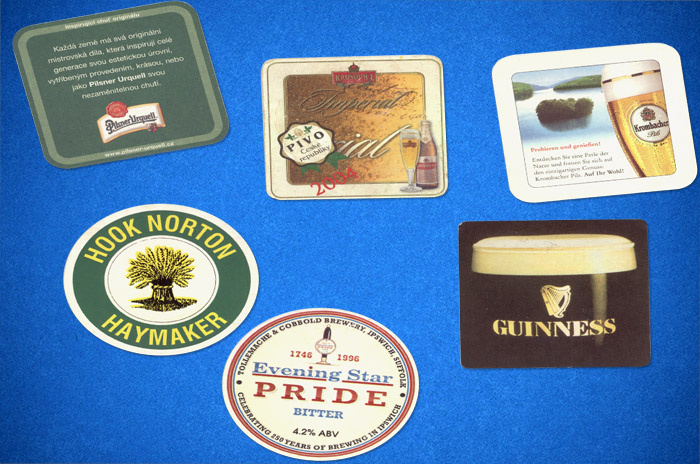 Inspirující chuť originálu
Každá země má svá originální
mistrovská díla, která inspirují celé
generace svou estetickou úrovní,
vytříbeným provedením, krásou, nebo
jako Pilsner Urquell svou
nezaměnitelnou chutí.
Pilsner Urquell
www.pilsner-urquell.cz
KRUŠOVICE
Imperial
PIVO
České
republiky
2004
Krombacher
Pils
Probieren und genießen!
Entdecken Sie eine Perle der
Natur und freuen Sie sich auf
den einzigartigen Genuss
Krombacher Pils. Auf Ihr Wohl!
HOOK NORTON
HAYMAKER
GUINNESS
TOLLEMACHE & COBBOLD BREWERY, IPSWICH, SUFFOLK
1746 1996
Evening Star
PRIDE
BITTER
4.2% ABV
CELEBRATING 250 YEARS OF BREWING IN IPSWICH